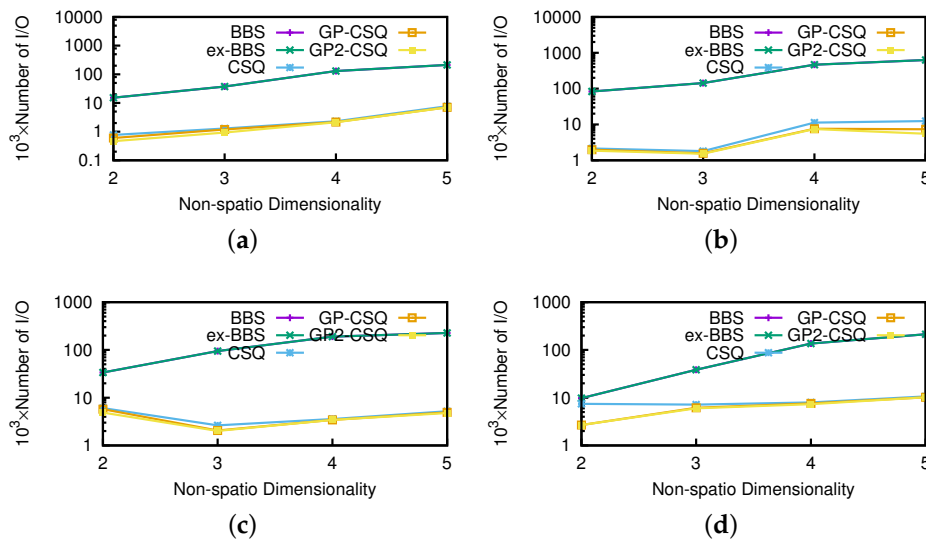 10000
1000
100
10
1
0.1
10³×Number of I/O
BBS
ex-BBS
CSQ
GP-CSQ
GP2-CSQ
2 3 4 5
Non-spatio Dimensionality
(a)
10000
1000
100
10
1
10³×Number of I/O
BBS
ex-BBS
CSQ
GP-CSQ
GP2-CSQ
2 3 4 5
Non-spatio Dimensionality
(b)
1000
100
10
1
10³×Number of I/O
BBS
ex-BBS
CSQ
GP-CSQ
GP2-CSQ
2 3 4 5
Non-spatio Dimensionality
(c)
1000
100
10
1
10³×Number of I/O
BBS
ex-BBS
CSQ
GP-CSQ
GP2-CSQ
2 3 4 5
Non-spatio Dimensionality
(d)